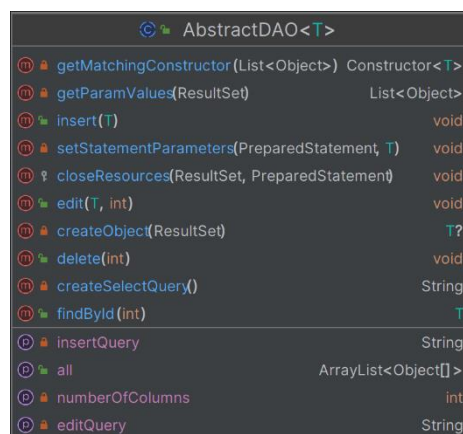 AbstractDAO<T>
getMatchingConstructor(List<Object>) Constructor<T>
getParamValues(ResultSet) List<Object>
insert(T) void
setStatementParameters(PreparedStatement, T) void
closeResources(ResultSet, PreparedStatement) void
edit(T, int) void
createObject(ResultSet) T?
delete(int) void
createSelectQuery() String
findById(int) T
insertQuery String
all ArrayList<Object[]>
numberOfColumns int
editQuery String